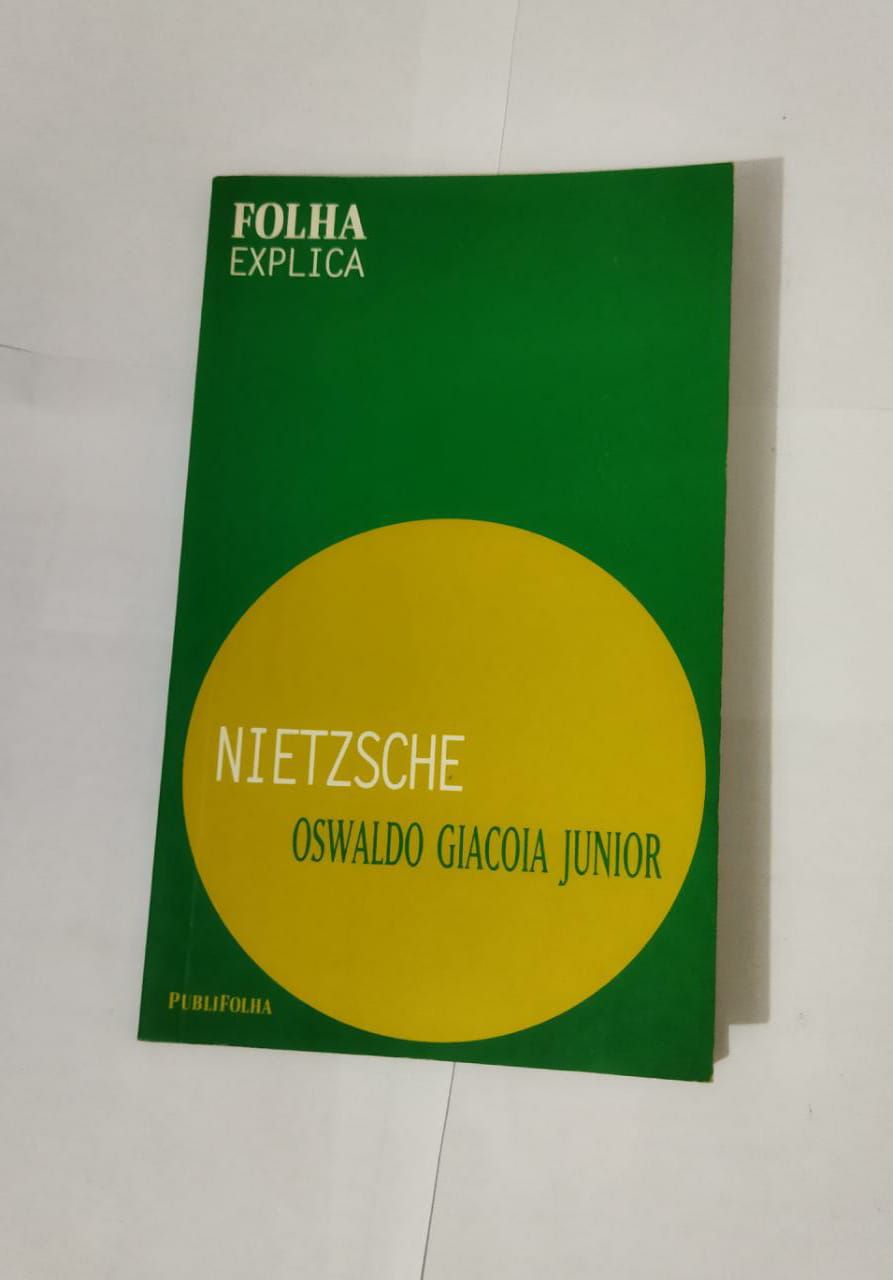 FOLHA
EXPLICA
NIETZSCHE
OSWALDO GIACOIA JUNIOR
PUBLIFOLHA